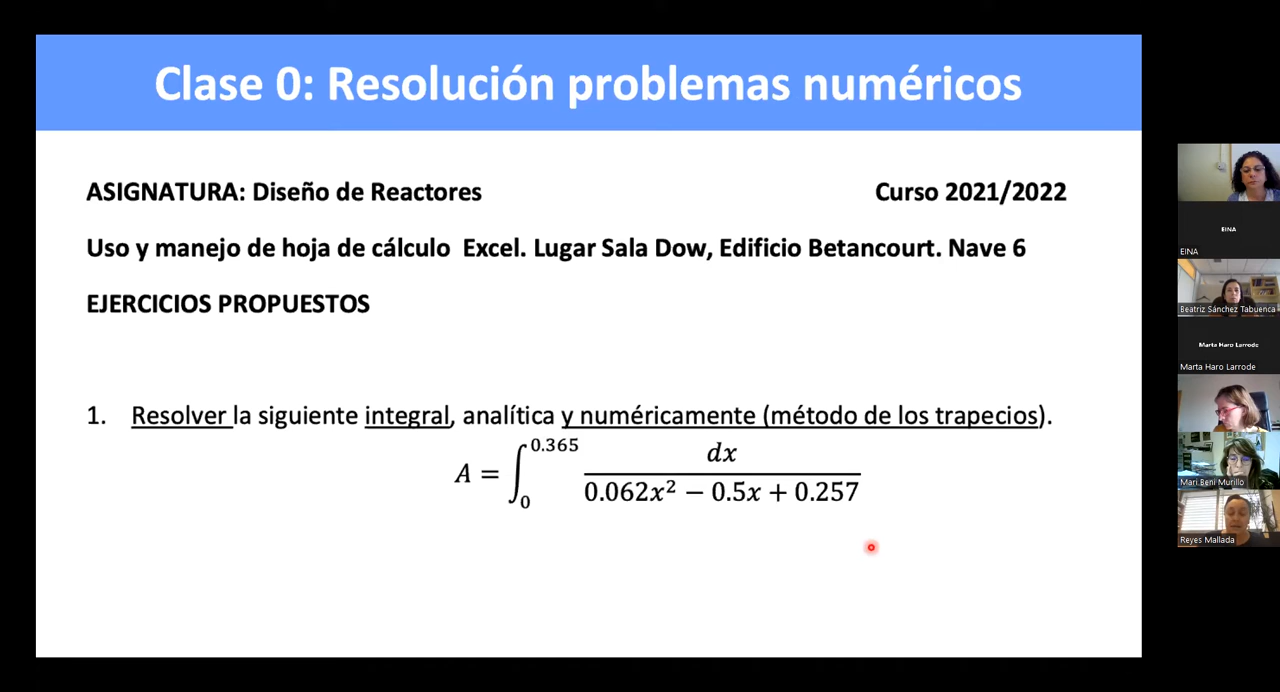 Clase 0: Resolución problemas numéricos
ASIGNATURA: Diseño de Reactores Curso 2021/2022
Uso y manejo de hoja de cálculo Excel. Lugar Sala Dow, Edificio Betancourt. Nave 6
EJERCICIOS PROPUESTOS
1. Resolver la siguiente integral, analítica y numéricamente (método de los trapecios).
A = ∫₀^0.365 dx / (0.062x² − 0.5x + 0.257)
EINA
EINA
Beatriz Sánchez Tabuenca
Marta Haro Larrode
Marta Haro Larrode
Mari.Beni Murillo
Reyes Mallada